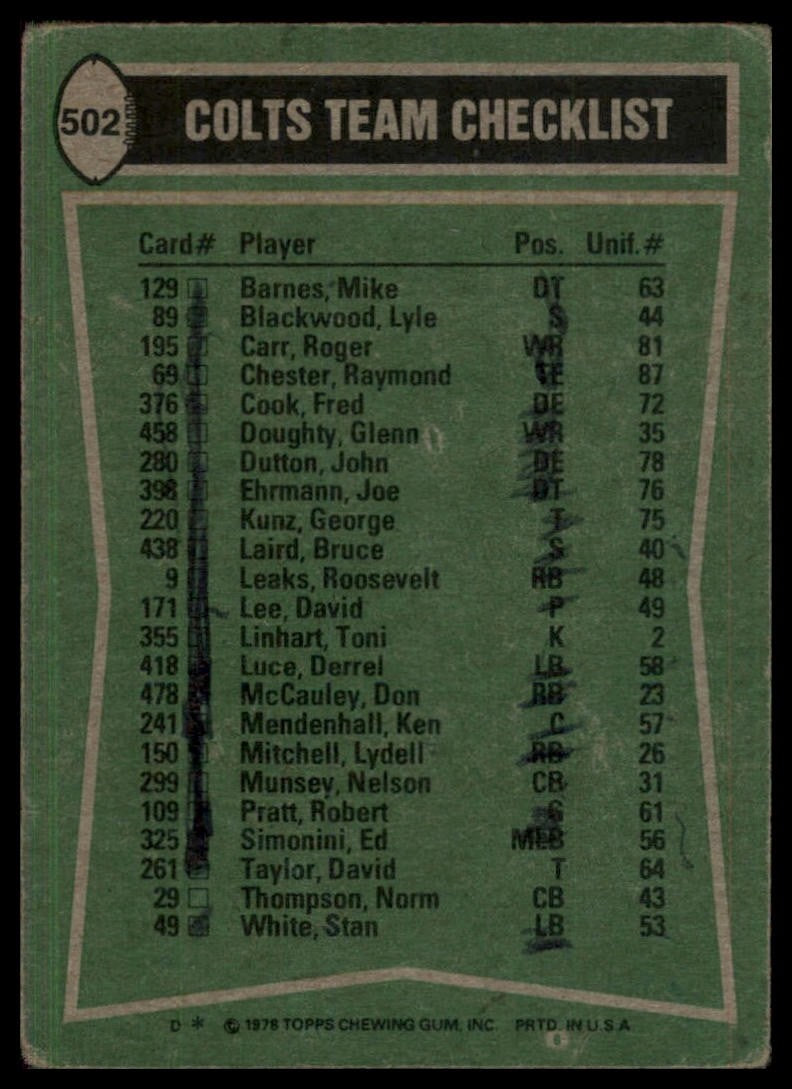 502 COLTS TEAM CHECKLIST
Card# Player Pos. Unif.#
129 Barnes, Mike DT 63
89 Blackwood, Lyle S 44
195 Carr, Roger WR 81
69 Chester, Raymond TE 87
376 Cook, Fred DE 72
458 Doughty, Glenn WR 35
280 Dutton, John DE 78
398 Ehrmann, Joe DT 76
220 Kunz, George T 75
438 Laird, Bruce S 40
9 Leaks, Roosevelt RB 48
171 Lee, David P 49
355 Linhart, Toni K 2
418 Luce, Derrel LB 58
478 McCauley, Don RB 23
241 Mendenhall, Ken C 57
150 Mitchell, Lydell RB 26
299 Munsey, Nelson CB 31
109 Pratt, Robert G 61
325 Simonini, Ed MLB 56
261 Taylor, David T 64
29 Thompson, Norm CB 43
49 White, Stan LB 53
D * © 1978 TOPPS CHEWING GUM, INC. PRTD. IN U.S.A.